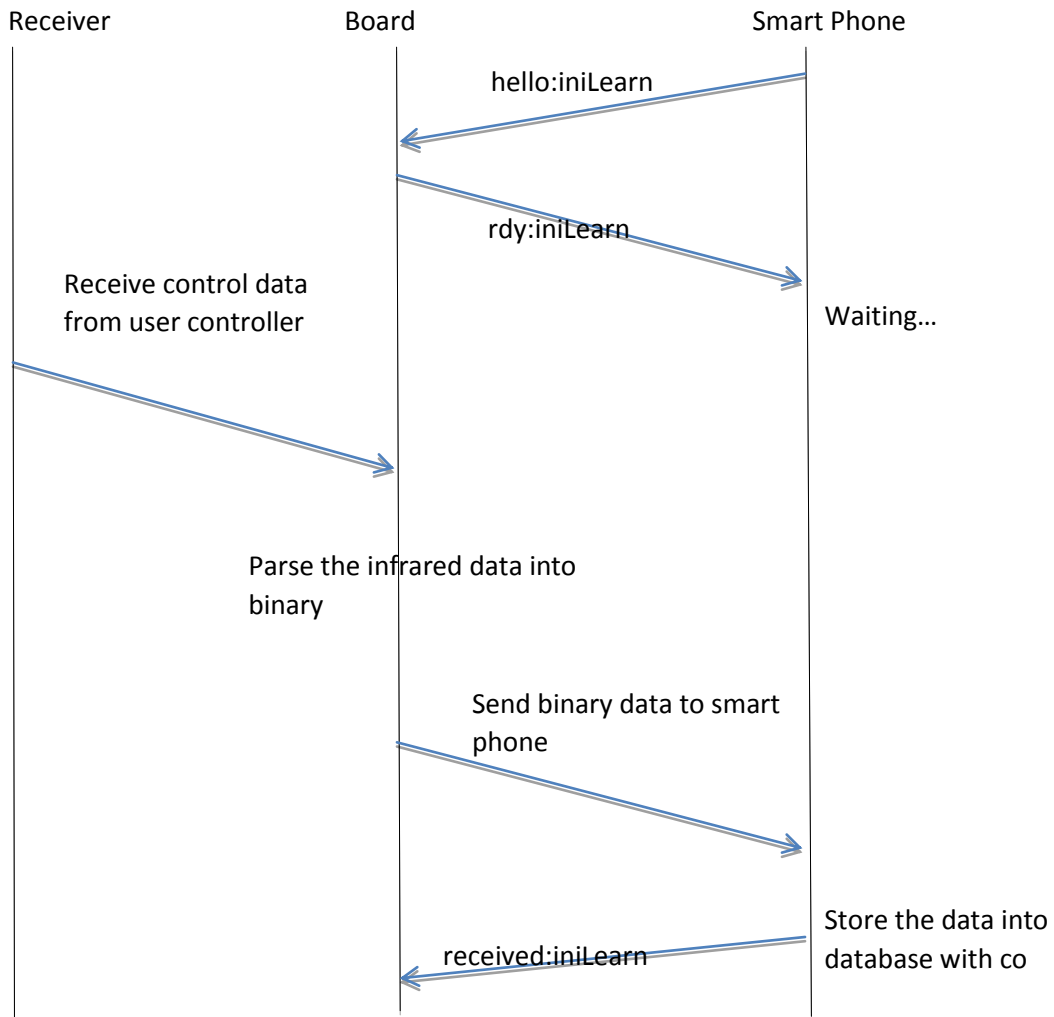 Receiver
Board
Smart Phone
hello:iniLearn
rdy:iniLearn
Receive control data
from user controller
Waiting...
Parse the infrared data into
binary
Send binary data to smart
phone
Store the data into
database with co
received:iniLearn